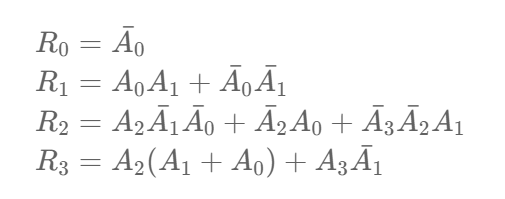 R₀ = Ā₀
R₁ = A₀A₁ + Ā₀Ā₁
R₂ = A₂Ā₁Ā₀ + Ā₂A₀ + Ā₃Ā₂A₁
R₃ = A₂(A₁ + A₀) + A₃Ā₁